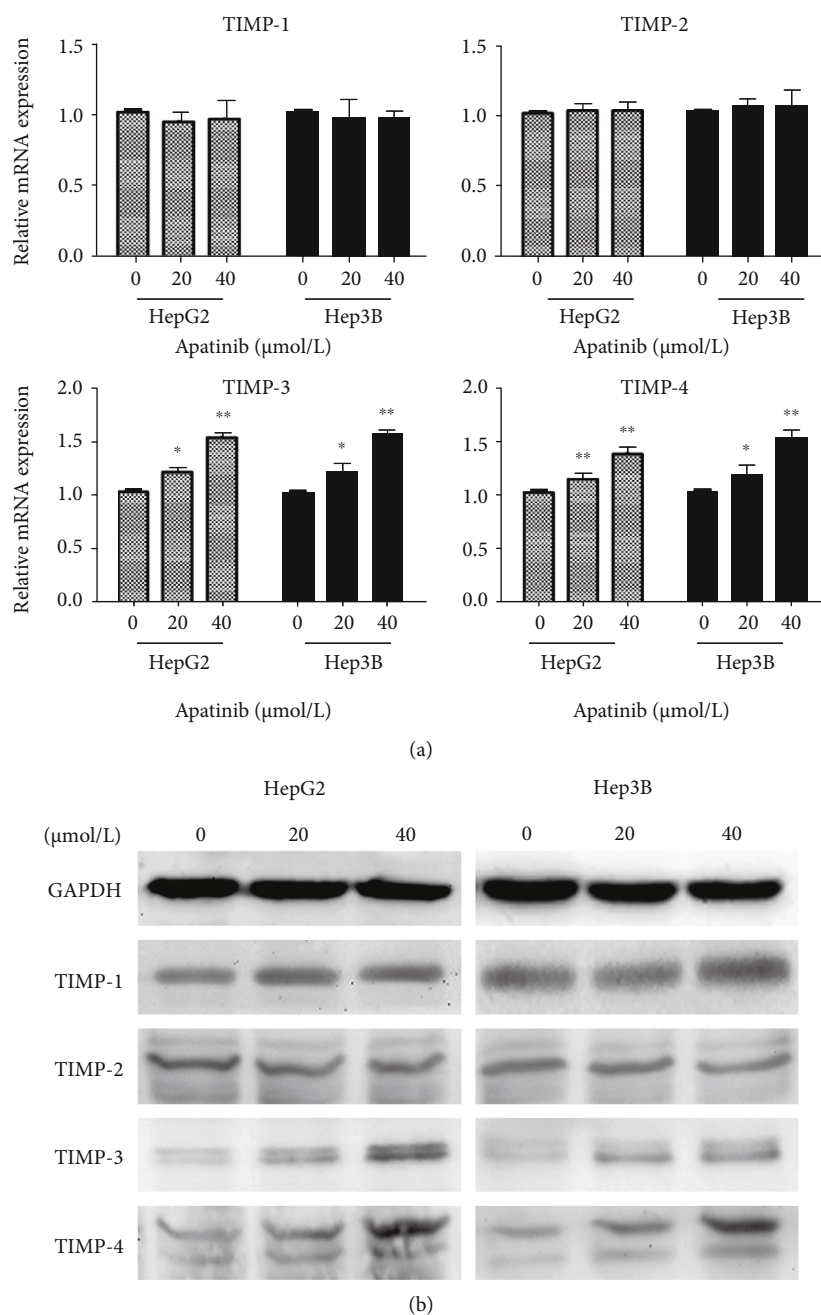 TIMP-1
Relative mRNA expression
1.5
1.0
0.5
0.0
0 20 40 0 20 40
HepG2 Hep3B
Apatinib (μmol/L)
TIMP-2
1.5
1.0
0.5
0.0
0 20 40 0 20 40
HepG2 Hep3B
Apatinib (μmol/L)
TIMP-3
Relative mRNA expression
2.0
1.5
1.0
0.5
0.0
* ** * **
0 20 40 0 20 40
HepG2 Hep3B
Apatinib (μmol/L)
TIMP-4
2.0
1.5
1.0
0.5
0.0
** ** * **
0 20 40 0 20 40
HepG2 Hep3B
Apatinib (μmol/L)
(a)
HepG2 Hep3B
(μmol/L) 0 20 40 0 20 40
GAPDH
TIMP-1
TIMP-2
TIMP-3
TIMP-4
(b)